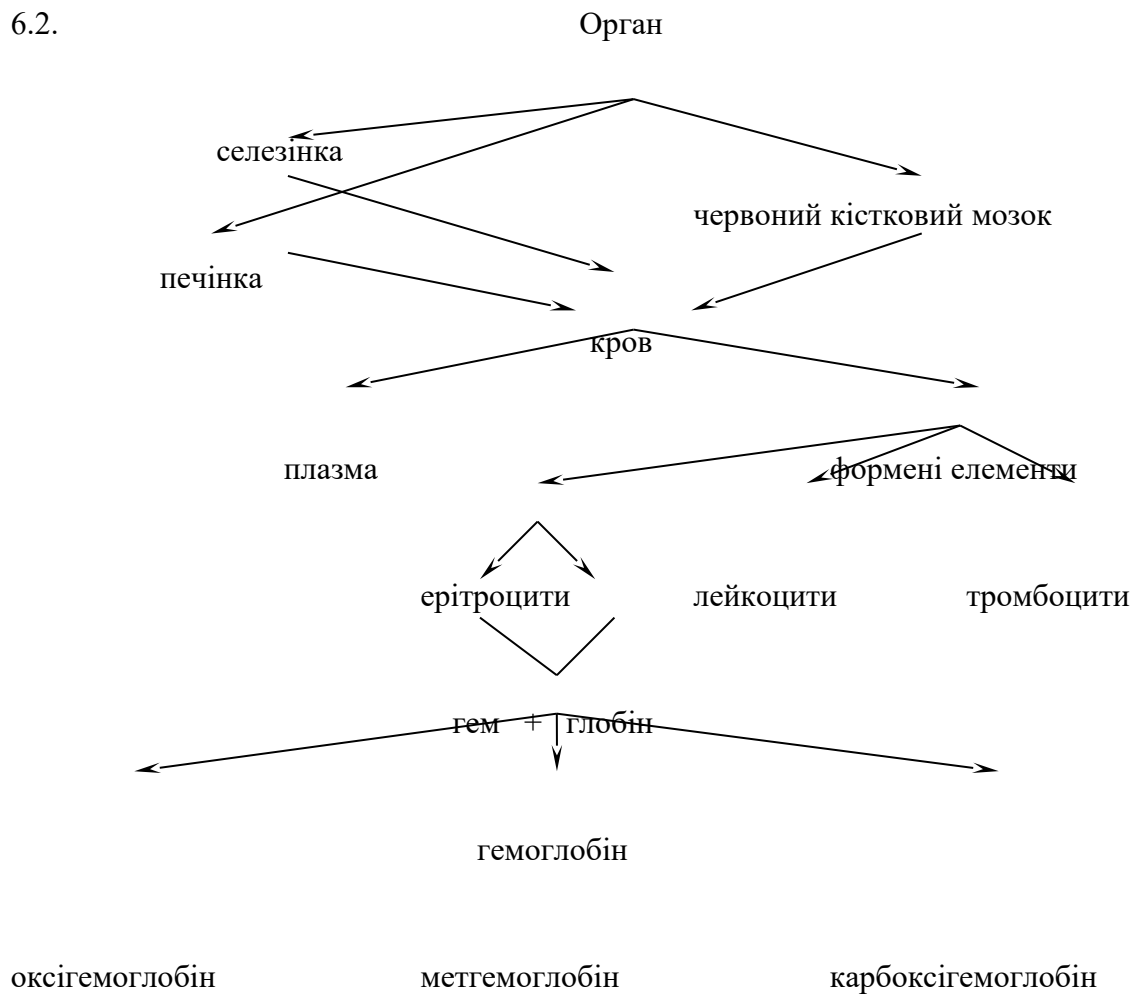 6.2. Орган
селезінка
червоний кістковий мозок
печінка
кров
плазма формені елементи
ерітроцити лейкоцити тромбоцити
гем + глобін
гемоглобін
оксігемоглобін метгемоглобін карбоксігемоглобін